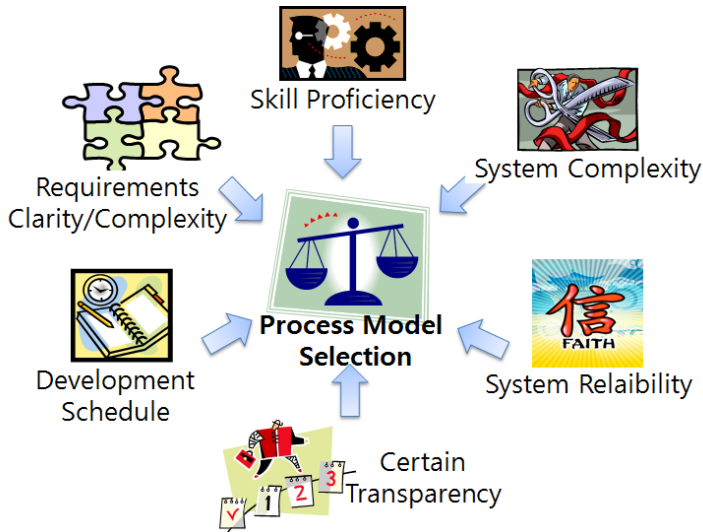 Skill Proficiency
System Complexity
Requirements
Clarity/Complexity
Process Model
Selection
信
FAITH
System Relaibility
Development
Schedule
Certain
Transparency
1
2
3